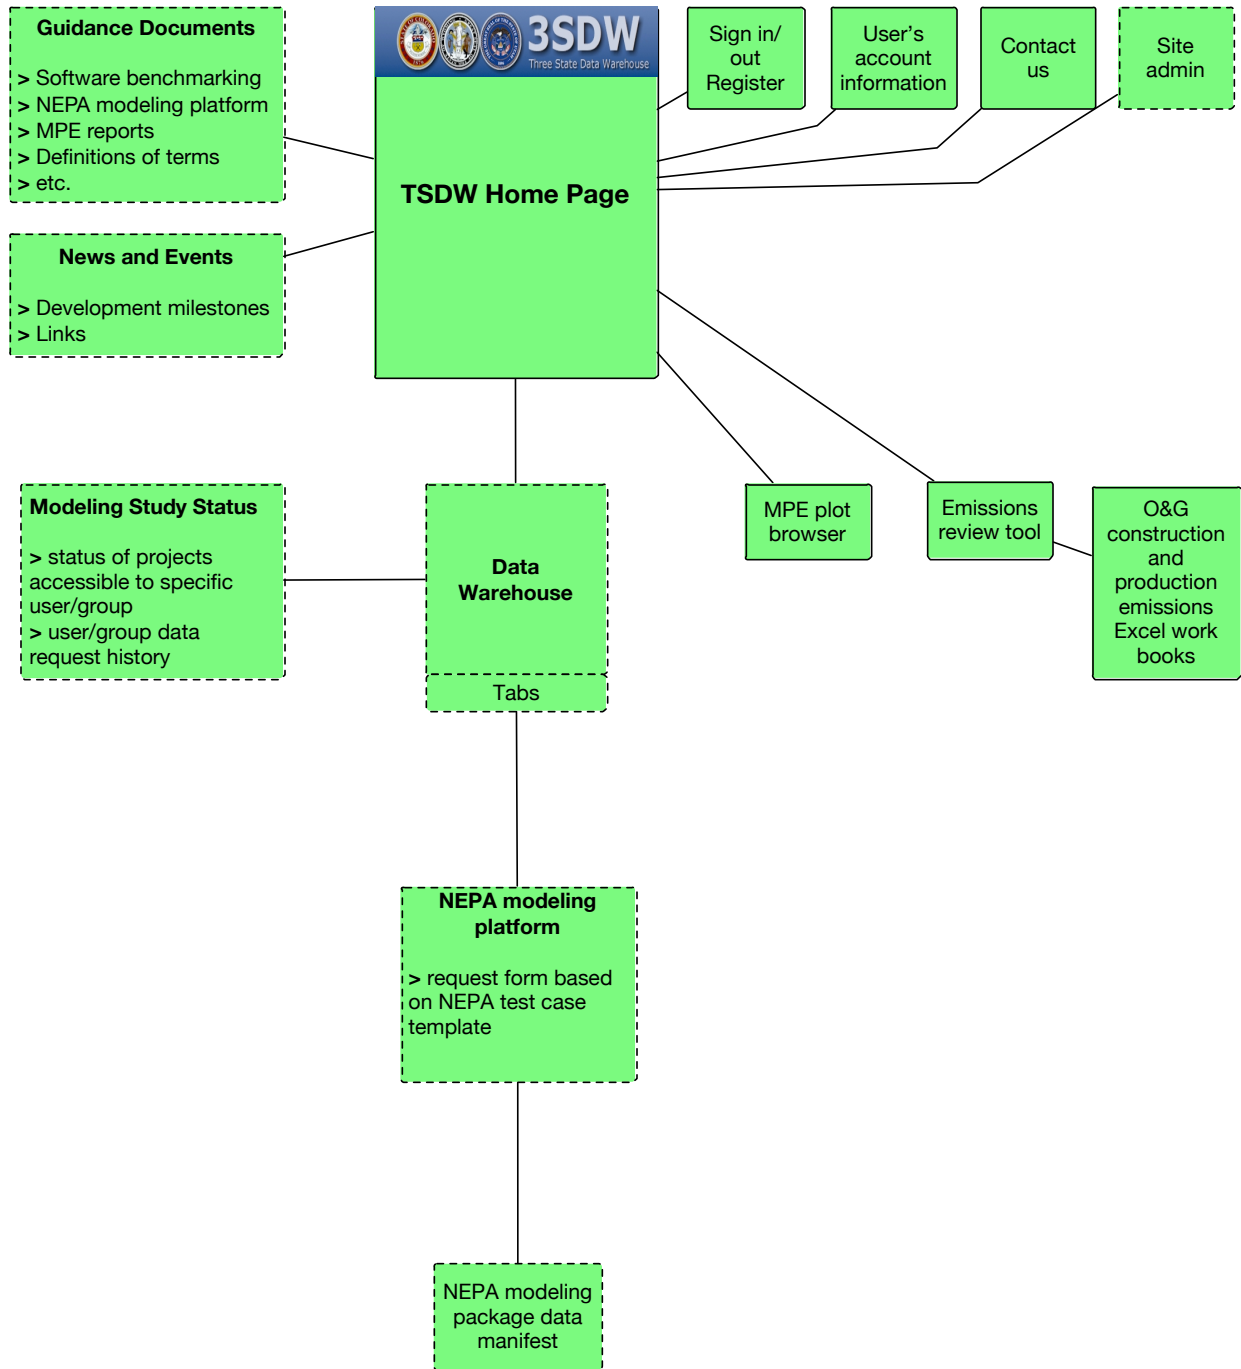 Guidance Documents
> Software benchmarking
> NEPA modeling platform
> MPE reports
> Definitions of terms
> etc.
3SDW
Three State Data Warehouse
TSDW Home Page
Sign in/
out
Register
User's
account
information
Contact
us
Site
admin
News and Events
> Development milestones
> Links
Modeling Study Status
> status of projects
accessible to specific
user/group
> user/group data
request history
Data
Warehouse
Tabs
MPE plot
browser
Emissions
review tool
O&G
construction
and
production
emissions
Excel work
books
NEPA modeling
platform
> request form based
on NEPA test case
template
NEPA modeling
package data
manifest